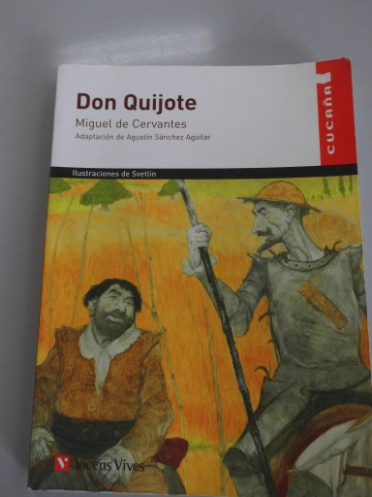 Don Quijote
Miguel de Cervantes
Adaptación de Agustín Sánchez Aguilar
CUCAÑA
Ilustraciones de Svetlin
Vicens Vives